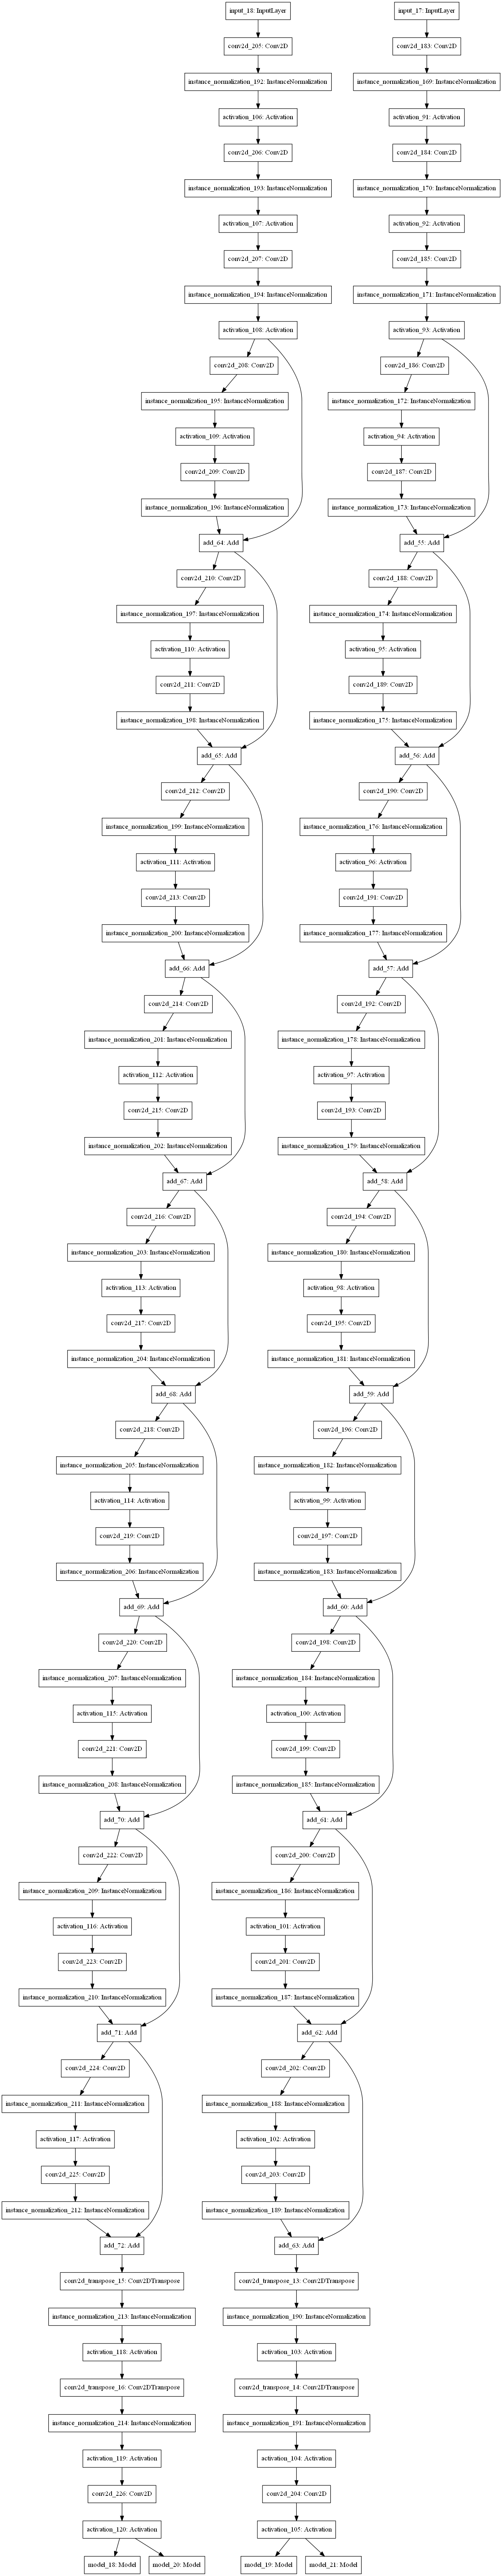 input_18: InputLayer
input_17: InputLayer
conv2d_205: Conv2D
conv2d_183: Conv2D
instance_normalization_192: InstanceNormalization
instance_normalization_169: InstanceNormalization
activation_106: Activation
activation_91: Activation
conv2d_206: Conv2D
conv2d_184: Conv2D
instance_normalization_193: InstanceNormalization
instance_normalization_170: InstanceNormalization
activation_107: Activation
activation_92: Activation
conv2d_207: Conv2D
conv2d_185: Conv2D
instance_normalization_194: InstanceNormalization
instance_normalization_171: InstanceNormalization
activation_108: Activation
activation_93: Activation
conv2d_208: Conv2D
conv2d_186: Conv2D
instance_normalization_195: InstanceNormalization
instance_normalization_172: InstanceNormalization
activation_109: Activation
activation_94: Activation
conv2d_209: Conv2D
conv2d_187: Conv2D
instance_normalization_196: InstanceNormalization
instance_normalization_173: InstanceNormalization
add_64: Add
add_55: Add
conv2d_210: Conv2D
conv2d_188: Conv2D
instance_normalization_197: InstanceNormalization
instance_normalization_174: InstanceNormalization
activation_110: Activation
activation_95: Activation
conv2d_211: Conv2D
conv2d_189: Conv2D
instance_normalization_198: InstanceNormalization
instance_normalization_175: InstanceNormalization
add_65: Add
add_56: Add
conv2d_212: Conv2D
conv2d_190: Conv2D
instance_normalization_199: InstanceNormalization
instance_normalization_176: InstanceNormalization
activation_111: Activation
activation_96: Activation
conv2d_213: Conv2D
conv2d_191: Conv2D
instance_normalization_200: InstanceNormalization
instance_normalization_177: InstanceNormalization
add_66: Add
add_57: Add
conv2d_214: Conv2D
conv2d_192: Conv2D
instance_normalization_201: InstanceNormalization
instance_normalization_178: InstanceNormalization
activation_112: Activation
activation_97: Activation
conv2d_215: Conv2D
conv2d_193: Conv2D
instance_normalization_202: InstanceNormalization
instance_normalization_179: InstanceNormalization
add_67: Add
add_58: Add
conv2d_216: Conv2D
conv2d_194: Conv2D
instance_normalization_203: InstanceNormalization
instance_normalization_180: InstanceNormalization
activation_113: Activation
activation_98: Activation
conv2d_217: Conv2D
conv2d_195: Conv2D
instance_normalization_204: InstanceNormalization
instance_normalization_181: InstanceNormalization
add_68: Add
add_59: Add
conv2d_218: Conv2D
conv2d_196: Conv2D
instance_normalization_205: InstanceNormalization
instance_normalization_182: InstanceNormalization
activation_114: Activation
activation_99: Activation
conv2d_219: Conv2D
conv2d_197: Conv2D
instance_normalization_206: InstanceNormalization
instance_normalization_183: InstanceNormalization
add_69: Add
add_60: Add
conv2d_220: Conv2D
conv2d_198: Conv2D
instance_normalization_207: InstanceNormalization
instance_normalization_184: InstanceNormalization
activation_115: Activation
activation_100: Activation
conv2d_221: Conv2D
conv2d_199: Conv2D
instance_normalization_208: InstanceNormalization
instance_normalization_185: InstanceNormalization
add_70: Add
add_61: Add
conv2d_222: Conv2D
conv2d_200: Conv2D
instance_normalization_209: InstanceNormalization
instance_normalization_186: InstanceNormalization
activation_116: Activation
activation_101: Activation
conv2d_223: Conv2D
conv2d_201: Conv2D
instance_normalization_210: InstanceNormalization
instance_normalization_187: InstanceNormalization
add_71: Add
add_62: Add
conv2d_224: Conv2D
conv2d_202: Conv2D
instance_normalization_211: InstanceNormalization
instance_normalization_188: InstanceNormalization
activation_117: Activation
activation_102: Activation
conv2d_225: Conv2D
conv2d_203: Conv2D
instance_normalization_212: InstanceNormalization
instance_normalization_189: InstanceNormalization
add_72: Add
add_63: Add
conv2d_transpose_15: Conv2DTranspose
conv2d_transpose_13: Conv2DTranspose
instance_normalization_213: InstanceNormalization
instance_normalization_190: InstanceNormalization
activation_118: Activation
activation_103: Activation
conv2d_transpose_16: Conv2DTranspose
conv2d_transpose_14: Conv2DTranspose
instance_normalization_214: InstanceNormalization
instance_normalization_191: InstanceNormalization
activation_119: Activation
activation_104: Activation
conv2d_226: Conv2D
conv2d_204: Conv2D
activation_120: Activation
activation_105: Activation
model_18: Model
model_20: Model
model_19: Model
model_21: Model